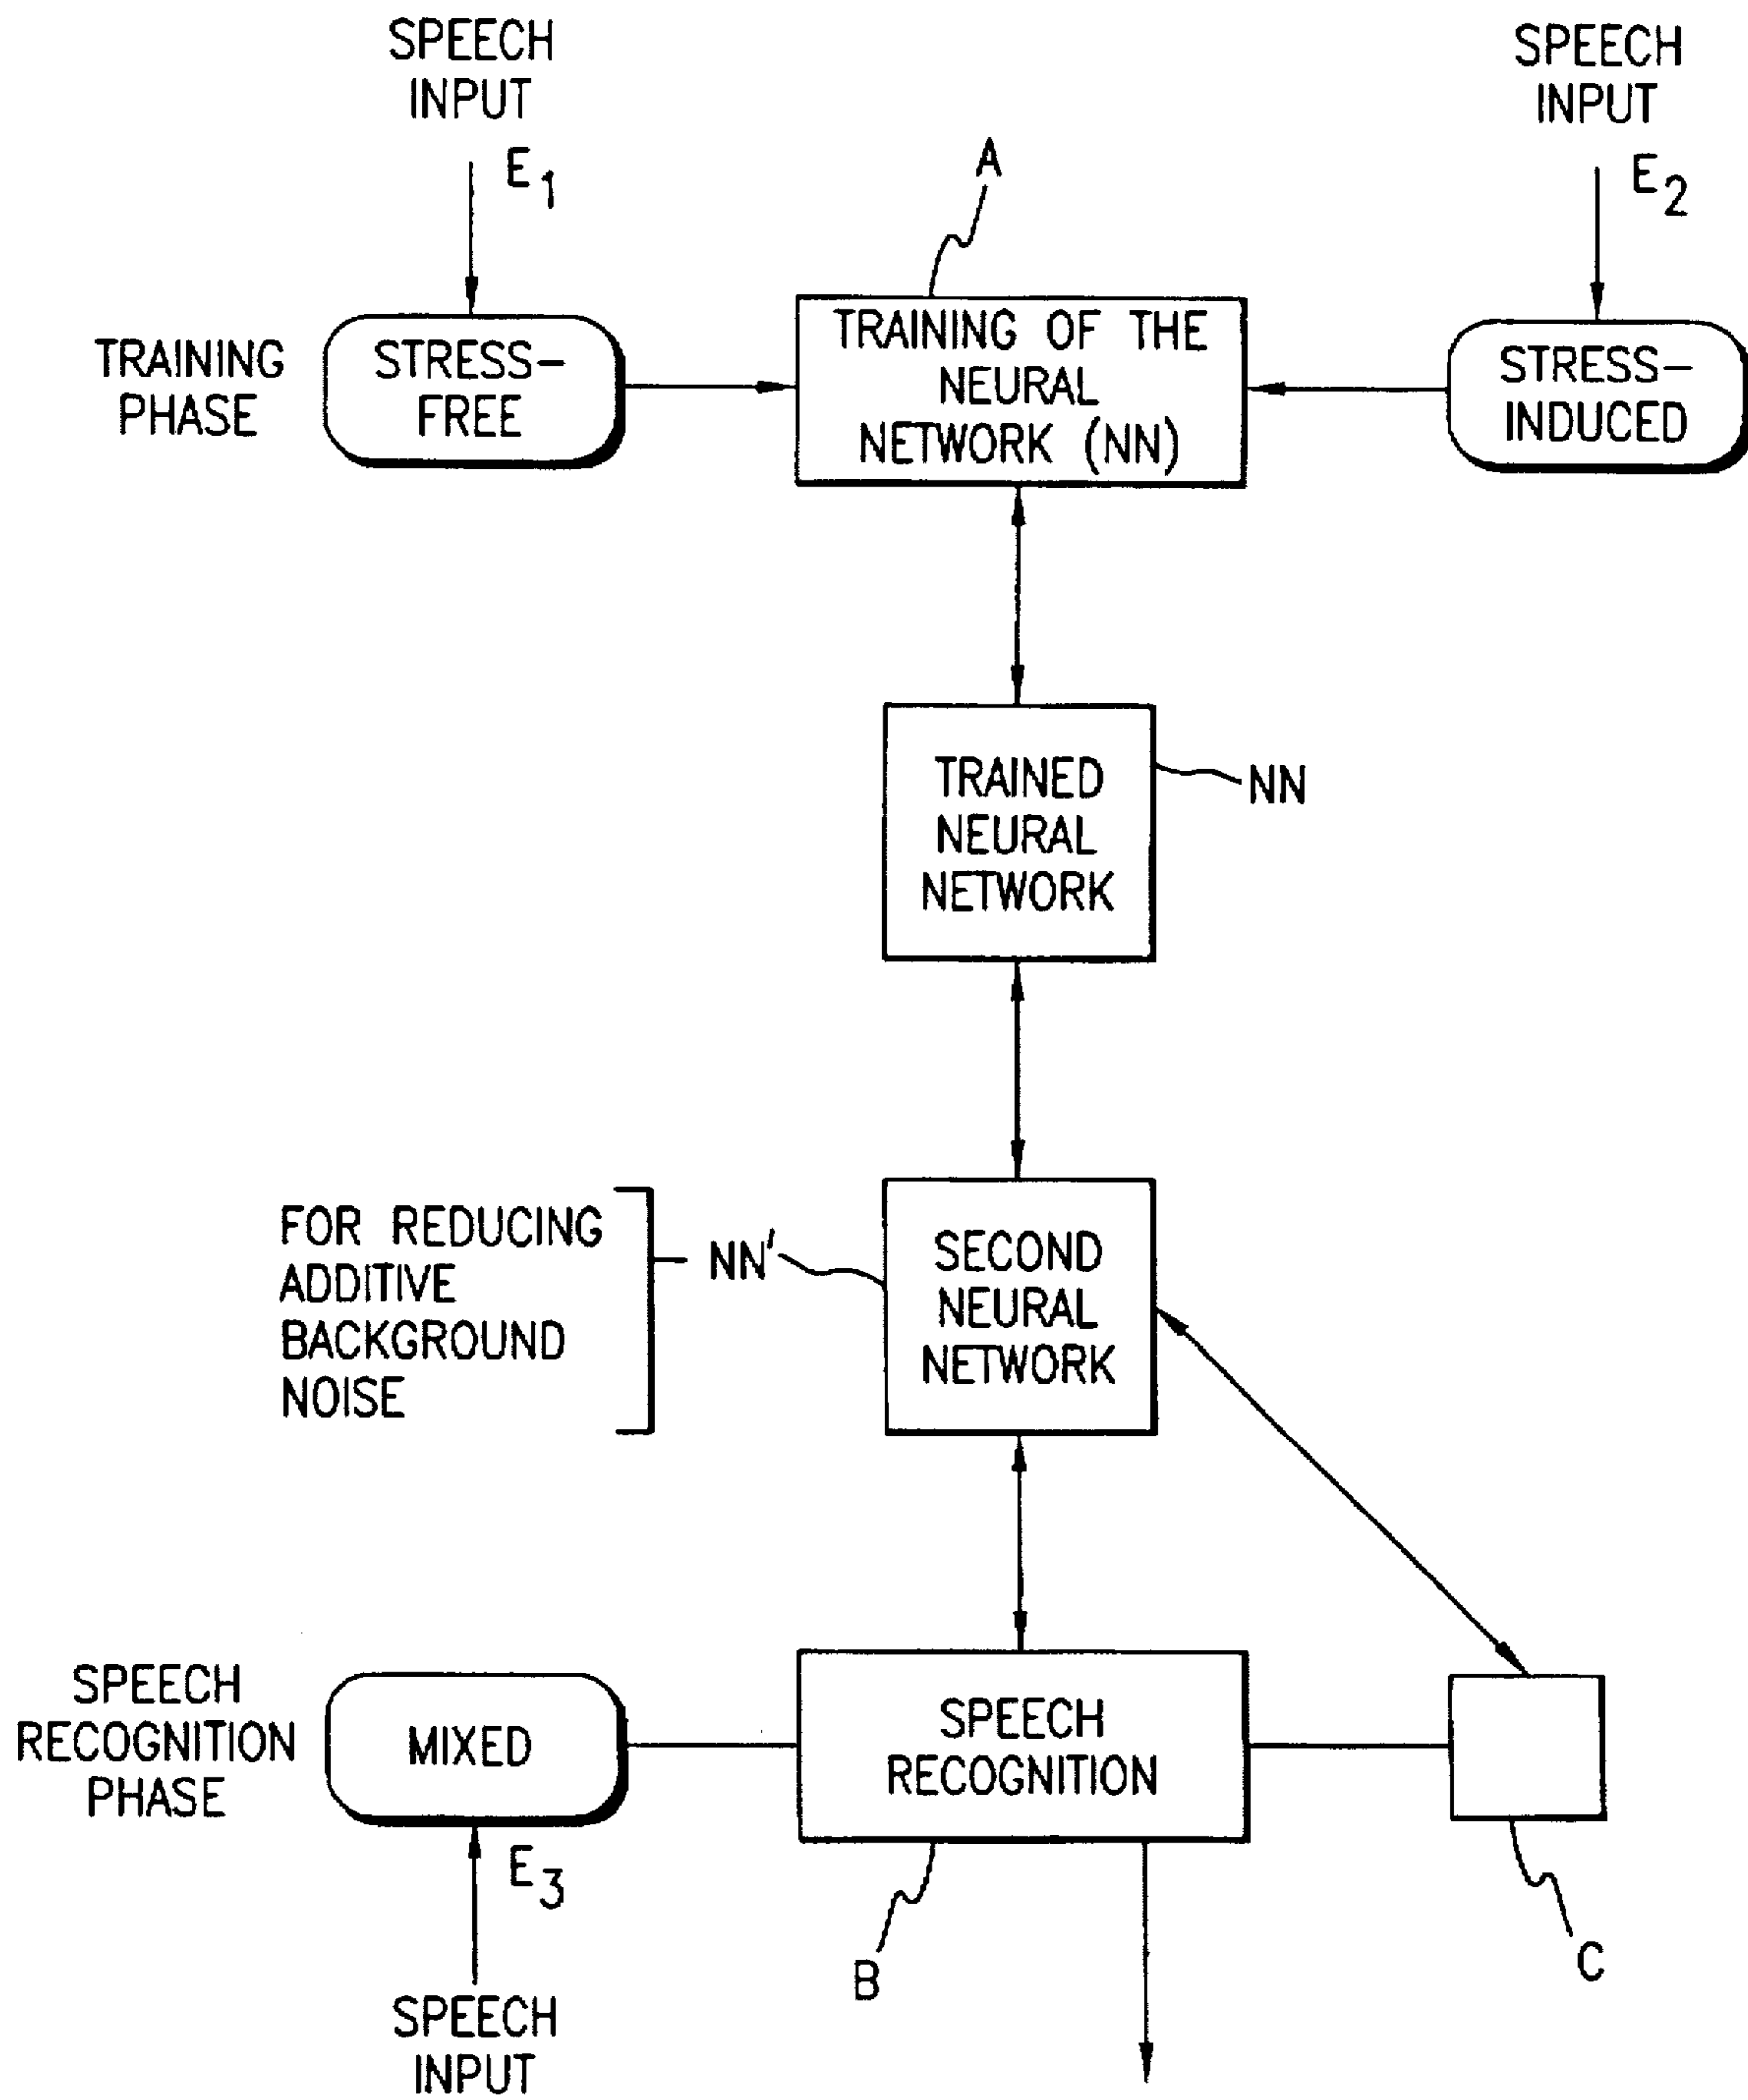 SPEECH
INPUT
E1
SPEECH
INPUT
E2
A
TRAINING
PHASE
STRESS-
FREE
TRAINING OF THE
NEURAL
NETWORK (NN)
STRESS-
INDUCED
TRAINED
NEURAL
NETWORK
NN
FOR REDUCING
ADDITIVE
BACKGROUND
NOISE
NN'
SECOND
NEURAL
NETWORK
SPEECH
RECOGNITION
PHASE
MIXED
SPEECH
RECOGNITION
E3
SPEECH
INPUT
B
C